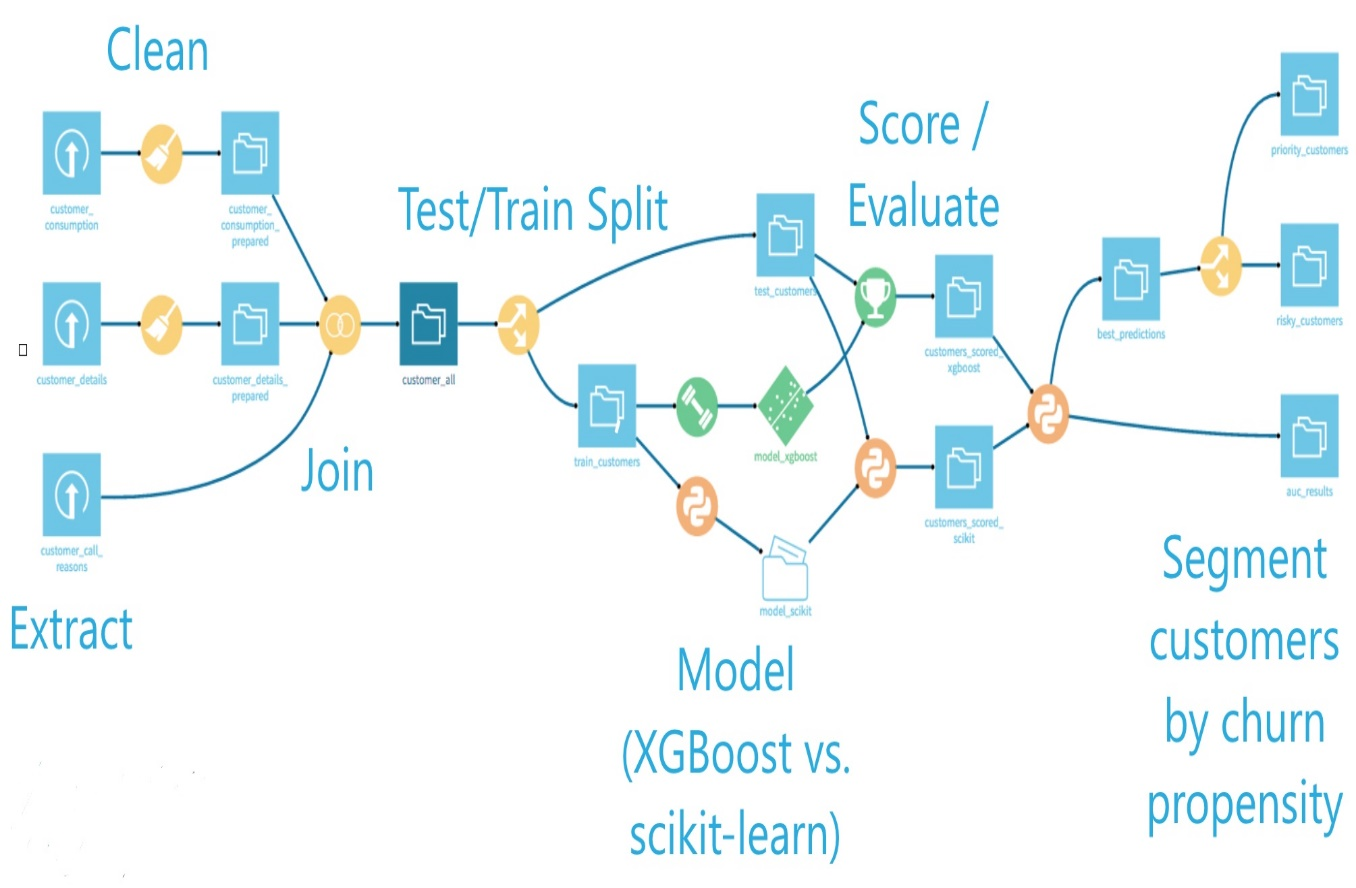 Clean
customer_
consumption
customer_
consumption_
prepared
customer_details
customer_details_
prepared
customer_call_
reasons
Extract
Join
customer_all
Test/Train Split
train_customers
test_customers
model_xgboost
model_scikit
Model
(XGBoost vs.
scikit-learn)
Score /
Evaluate
customers_scored_
xgboost
customers_scored_
scikit
best_predictions
priority_customers
risky_customers
auc_results
Segment
customers
by churn
propensity